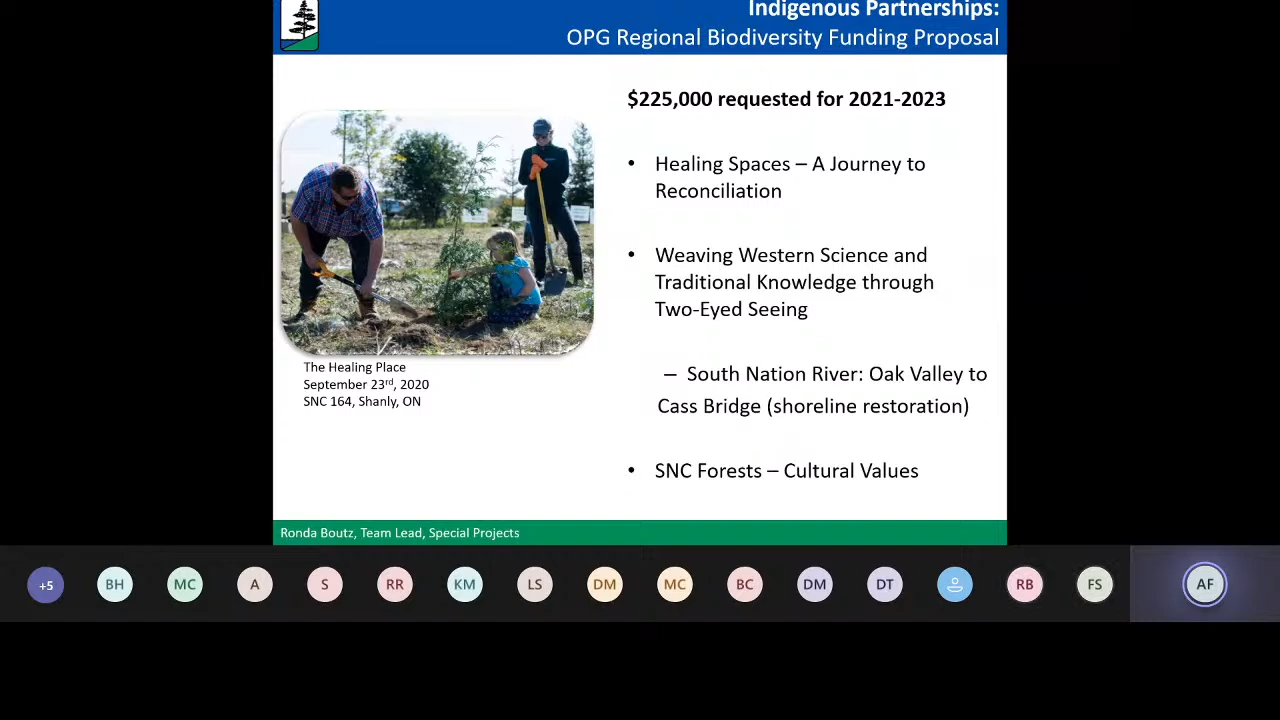 Indigenous Partnerships:
OPG Regional Biodiversity Funding Proposal
$225,000 requested for 2021-2023
• Healing Spaces – A Journey to
Reconciliation
• Weaving Western Science and
Traditional Knowledge through
Two-Eyed Seeing
– South Nation River: Oak Valley to
Cass Bridge (shoreline restoration)
• SNC Forests – Cultural Values
The Healing Place
September 23rd, 2020
SNC 164, Shanly, ON
Ronda Boutz, Team Lead, Special Projects
+5 BH MC A S RR KM LS DM MC BC DM DT RB FS AF